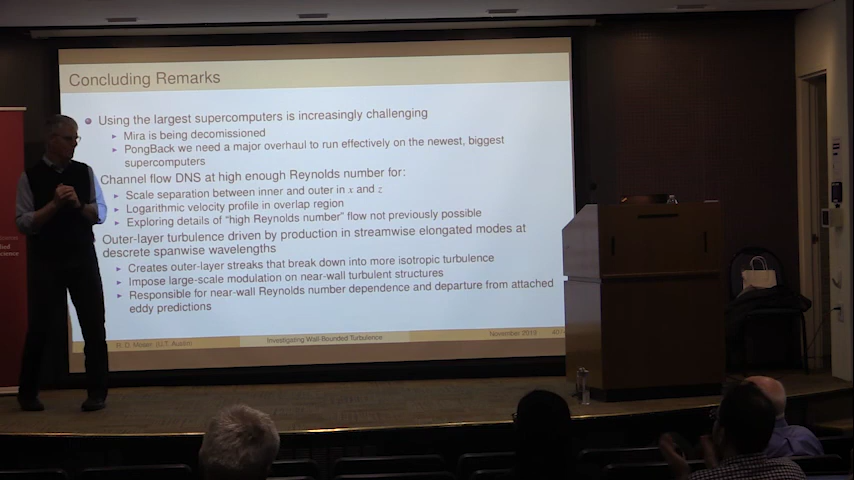 Concluding Remarks
Using the largest supercomputers is increasingly challenging
Mira is being decomissioned
PongBack we need a major overhaul to run effectively on the newest, biggest
supercomputers
Channel flow DNS at high enough Reynolds number for:
Scale separation between inner and outer in x and z
Logarithmic velocity profile in overlap region
Exploring details of "high Reynolds number" flow not previously possible
Outer-layer turbulence driven by production in streamwise elongated modes at
descrete spanwise wavelengths
Creates outer-layer streaks that break down into more isotropic turbulence
Impose large-scale modulation on near-wall turbulent structures
Responsible for near-wall Reynolds number dependence and departure from attached
eddy predictions
R. D. Moser (U.T. Austin) Investigating Wall-Bounded Turbulence November 2019